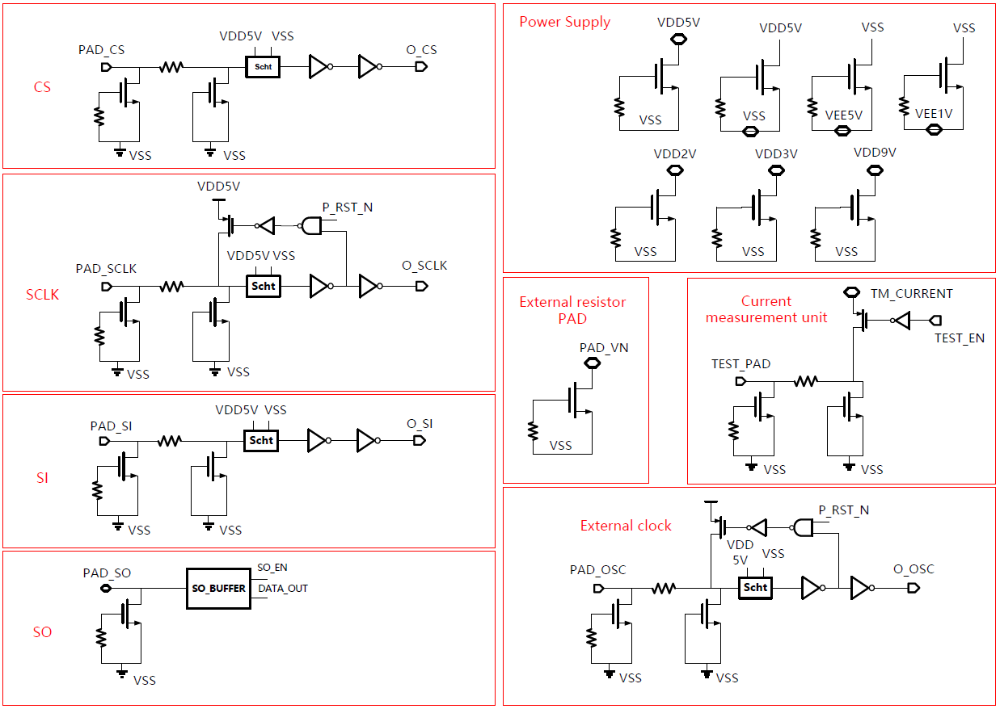 VDD5V VSS
PAD_CS
O_CS
Scht
CS
VSS
VSS
VDD5V
P_RST_N
VDD5V VSS
PAD_SCLK
O_SCLK
Scht
SCLK
VSS
VSS
VDD5V VSS
PAD_SI
O_SI
Scht
SI
VSS
VSS
PAD_SO
SO_EN
SO_BUFFER
DATA_OUT
SO
VSS
Power Supply
VDD5V
VDD5V
VSS
VSS
VSS
VSS
VEE5V
VEE1V
VDD2V
VDD3V
VDD9V
VSS
VSS
VSS
External resistor
PAD
PAD_VN
VSS
Current
measurement unit
TM_CURRENT
TEST_EN
TEST_PAD
VSS
VSS
External clock
P_RST_N
VDD
5V
VSS
PAD_OSC
O_OSC
Scht
VSS
VSS